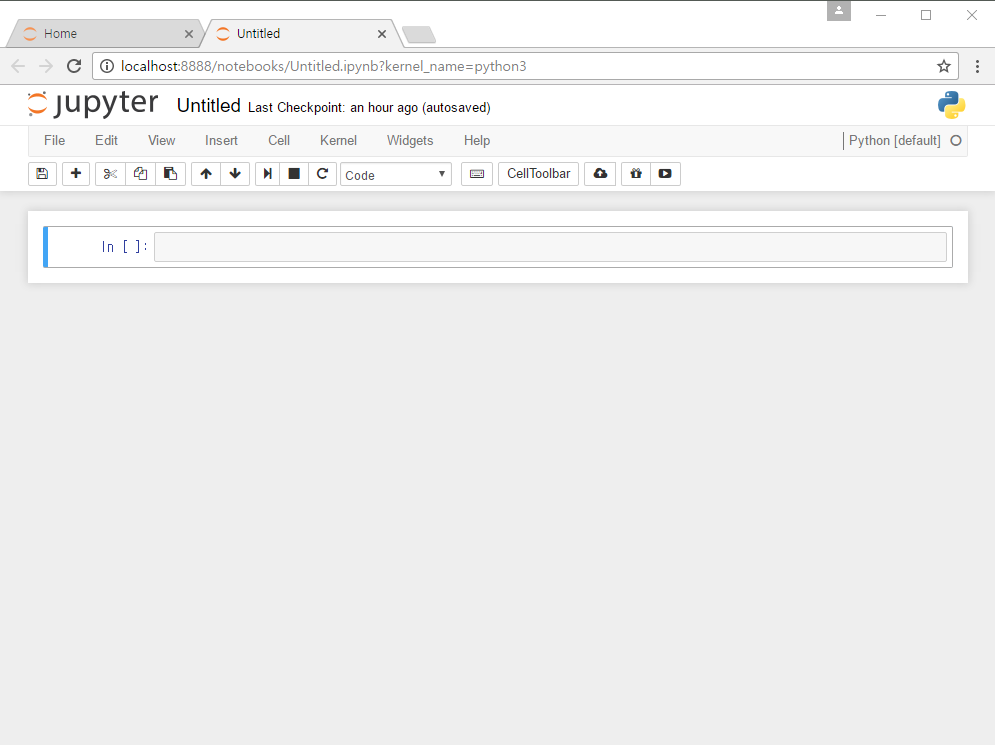 Home Untitled
localhost:8888/notebooks/Untitled.ipynb?kernel_name=python3
jupyter Untitled Last Checkpoint: an hour ago (autosaved)
File Edit View Insert Cell Kernel Widgets Help Python [default]
Code CellToolbar
In [ ]: